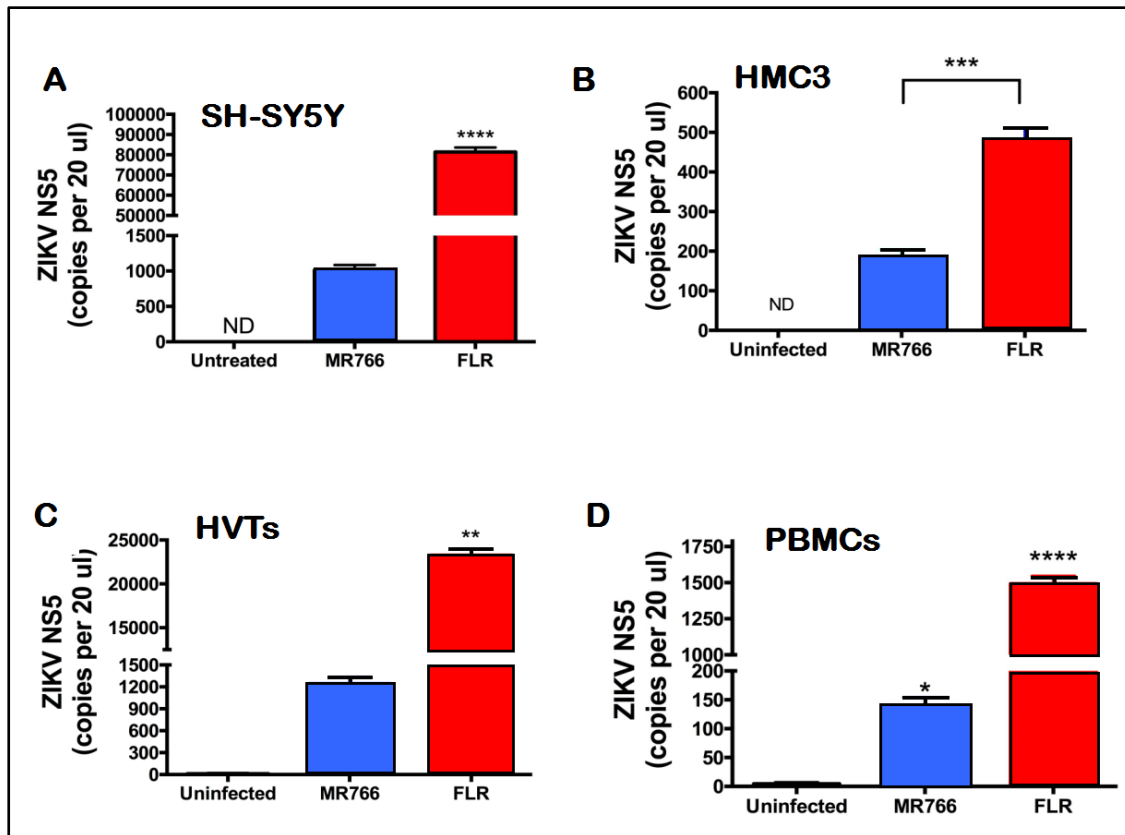 A
SH-SY5Y
ZIKV NS5
(copies per 20 ul)
100000
90000
80000
70000
60000
50000
1500
1000
500
0
ND
****
Untreated
MR766
FLR
B
HMC3
***
ZIKV NS5
(copies per 20 ul)
600
500
400
300
200
100
0
ND
Uninfected
MR766
FLR
C
HVTs
ZIKV NS5
(copies per 20 ul)
25000
22000
15000
1500
1200
900
600
300
0
**
Uninfected
MR766
FLR
D
PBMCs
ZIKV NS5
(copies per 20 ul)
1750
1500
1250
1000
200
150
100
50
0
*
****
Uninfected
MR766
FLR